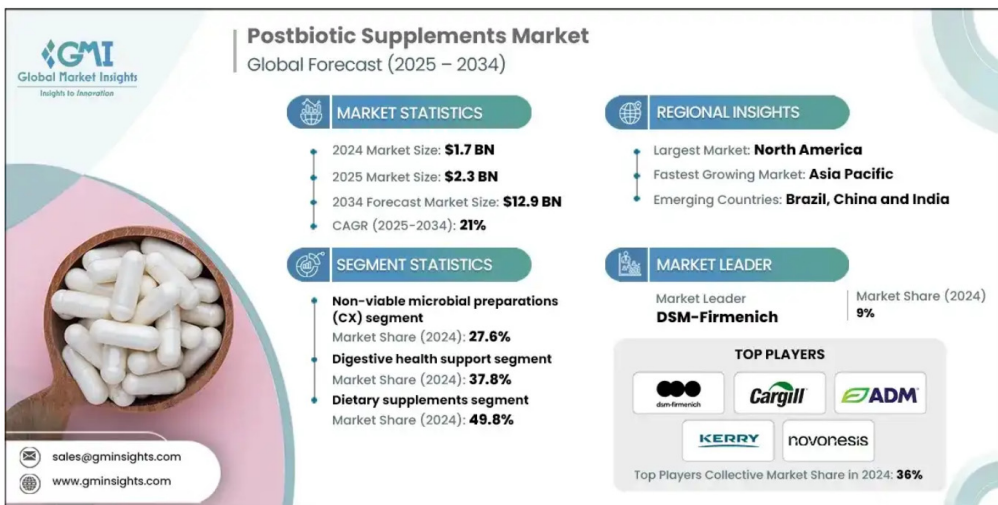 GMI
Global Market Insights
Insights to Innovation
Postbiotic Supplements Market
Global Forecast (2025 – 2034)
MARKET STATISTICS
2024 Market Size: $1.7 BN
2025 Market Size: $2.3 BN
2034 Forecast Market Size: $12.9 BN
CAGR (2025-2034): 21%
REGIONAL INSIGHTS
Largest Market: North America
Fastest Growing Market: Asia Pacific
Emerging Countries: Brazil, China and India
SEGMENT STATISTICS
Non-viable microbial preparations
(CX) segment
Market Share (2024): 27.6%
Digestive health support segment
Market Share (2024): 37.8%
Dietary supplements segment
Market Share (2024): 49.8%
MARKET LEADER
Market Leader
DSM-Firmenich
Market Share (2024)
9%
TOP PLAYERS
dsm-firmenich
Cargill
ADM
KERRY
novonesis
Top Players Collective Market Share in 2024: 36%
sales@gminsights.com
www.gminsights.com